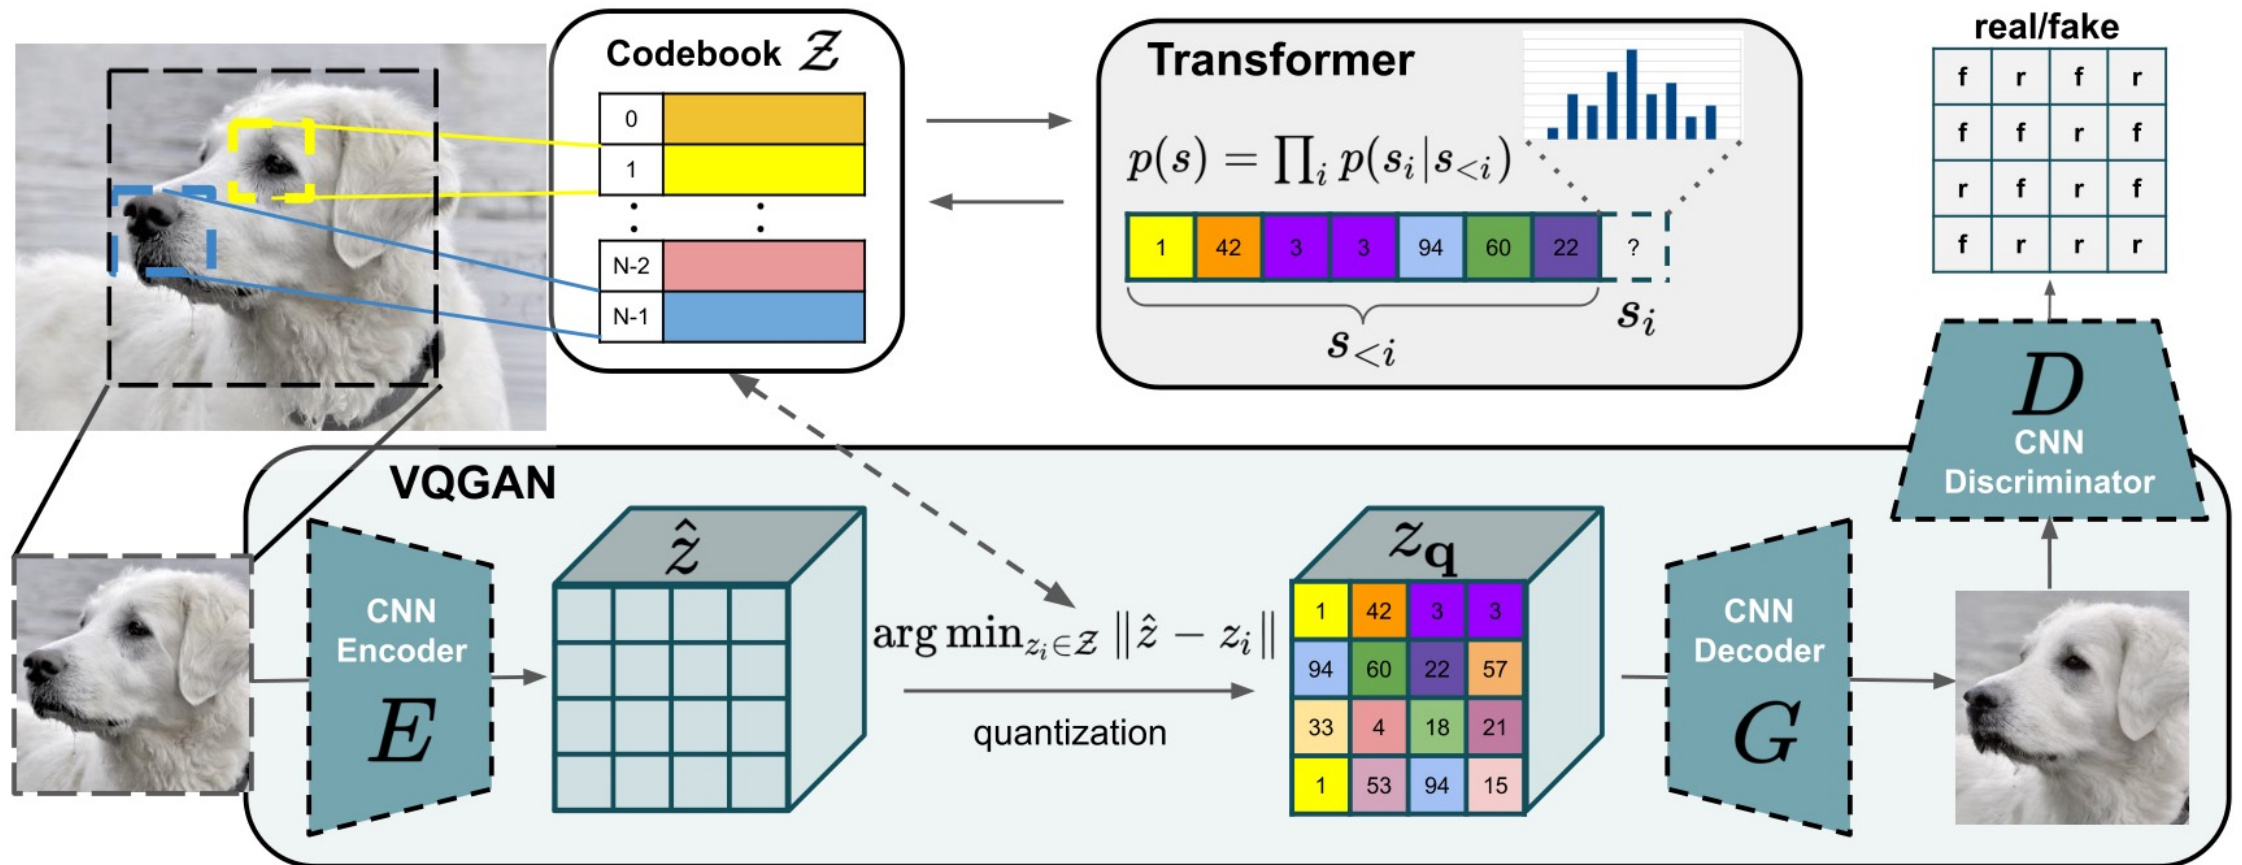 Codebook 𝒵
0
1
: :
N-2
N-1
Transformer
p(s) = ∏ᵢ p(sᵢ|s<ᵢ)
1 42 3 3 94 60 22 ?
s<ᵢ
sᵢ
real/fake
f r f r
f f r f
r f r f
f r r r
D
CNN
Discriminator
VQGAN
CNN
Encoder
E
ẑ
arg min_{zᵢ∈𝒵} ‖ẑ − zᵢ‖
quantization
z_q
1 42 3 3
94 60 22 57
33 4 18 21
1 53 94 15
CNN
Decoder
G